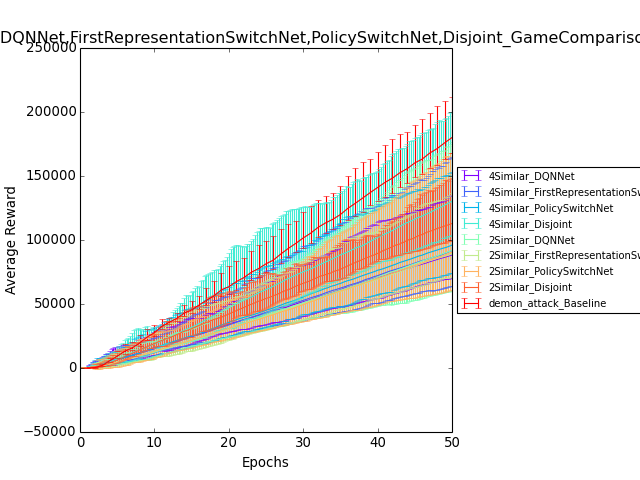 DQNNet,FirstRepresentationSwitchNet,PolicySwitchNet,Disjoint_GameCompariso
250000
200000
150000
100000
50000
0
−50000
Average Reward
0 10 20 30 40 50
Epochs
4Similar_DQNNet
4Similar_FirstRepresentationSw
4Similar_PolicySwitchNet
4Similar_Disjoint
2Similar_DQNNet
2Similar_FirstRepresentationSw
2Similar_PolicySwitchNet
2Similar_Disjoint
demon_attack_Baseline